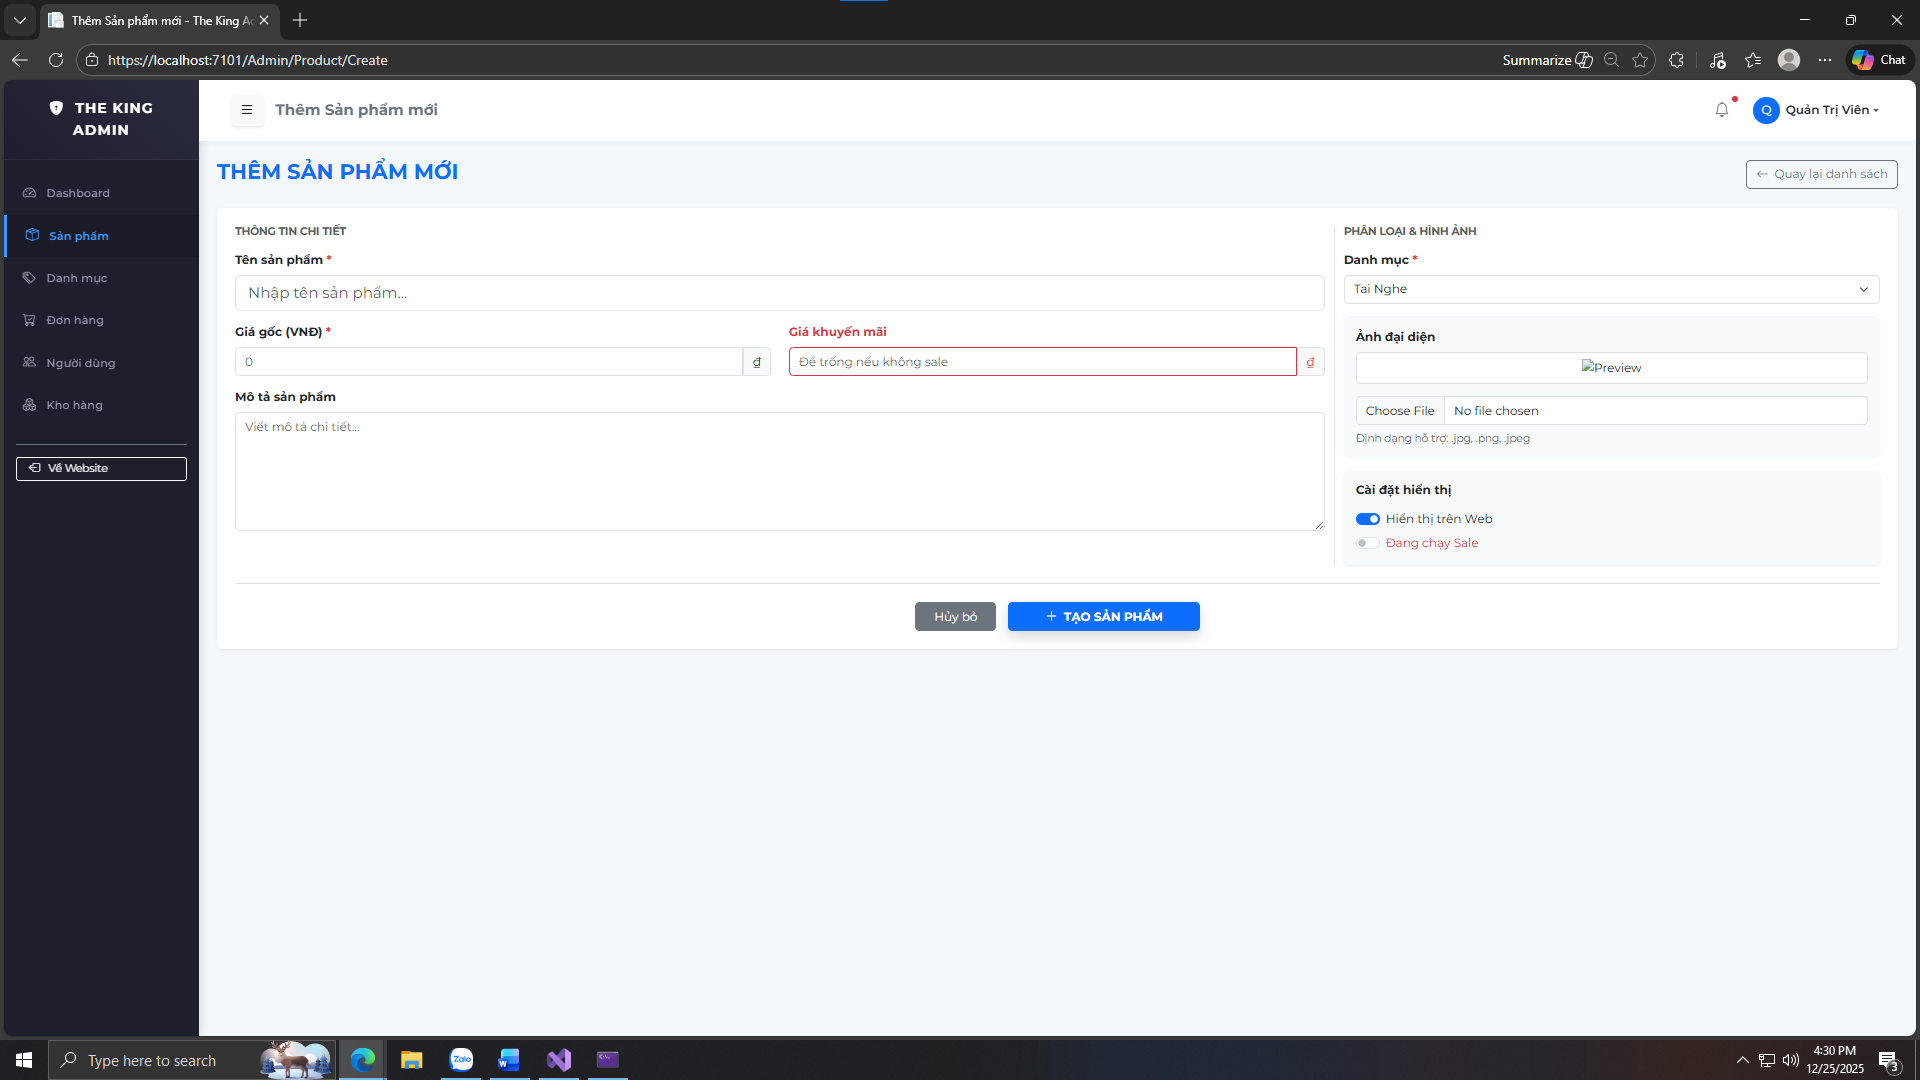 Thêm Sản phẩm mới - The King Ad
https://localhost:7101/Admin/Product/Create
Summarize
Chat
THE KING
ADMIN
Thêm Sản phẩm mới
Q
Quản Trị Viên
THÊM SẢN PHẨM MỚI
Quay lại danh sách
Dashboard
Sản phẩm
Danh mục
Đơn hàng
Người dùng
Kho hàng
Về Website
THÔNG TIN CHI TIẾT
Tên sản phẩm *
Nhập tên sản phẩm...
Giá gốc (VNĐ) *
Giá khuyến mãi
0
₫
Để trống nếu không sale
₫
Mô tả sản phẩm
Viết mô tả chi tiết...
PHÂN LOẠI & HÌNH ẢNH
Danh mục *
Tai Nghe
Ảnh đại diện
Preview
Choose File
No file chosen
Định dạng hỗ trợ: .jpg, .png, .jpeg
Cài đặt hiển thị
Hiển thị trên Web
Đang chạy Sale
Hủy bỏ
TẠO SẢN PHẨM
Type here to search
Zalo
4:30 PM
12/25/2025
3